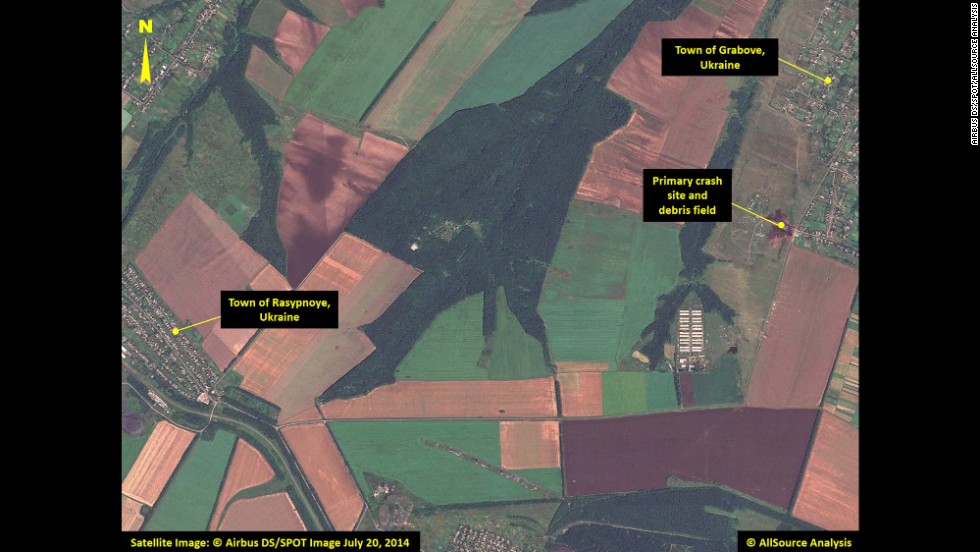 N
Town of Grabove,
Ukraine
Primary crash
site and
debris field
Town of Rasypnoye,
Ukraine
Satellite Image: © Airbus DS/SPOT Image July 20, 2014
© AllSource Analysis
AIRBUS DS/SPOT/ALLSOURCE ANALYSIS